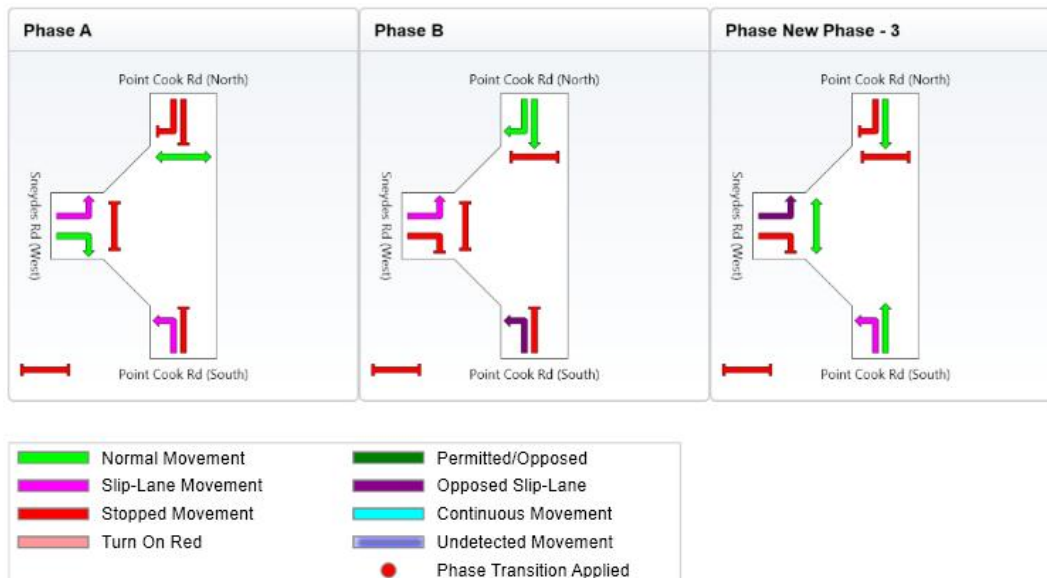 Phase A
Phase B
Phase New Phase - 3
Point Cook Rd (North)
Sneydes Rd (West)
Point Cook Rd (South)
Point Cook Rd (North)
Sneydes Rd (West)
Point Cook Rd (South)
Point Cook Rd (North)
Sneydes Rd (West)
Point Cook Rd (South)
Normal Movement
Permitted/Opposed
Slip-Lane Movement
Opposed Slip-Lane
Stopped Movement
Continuous Movement
Turn On Red
Undetected Movement
Phase Transition Applied